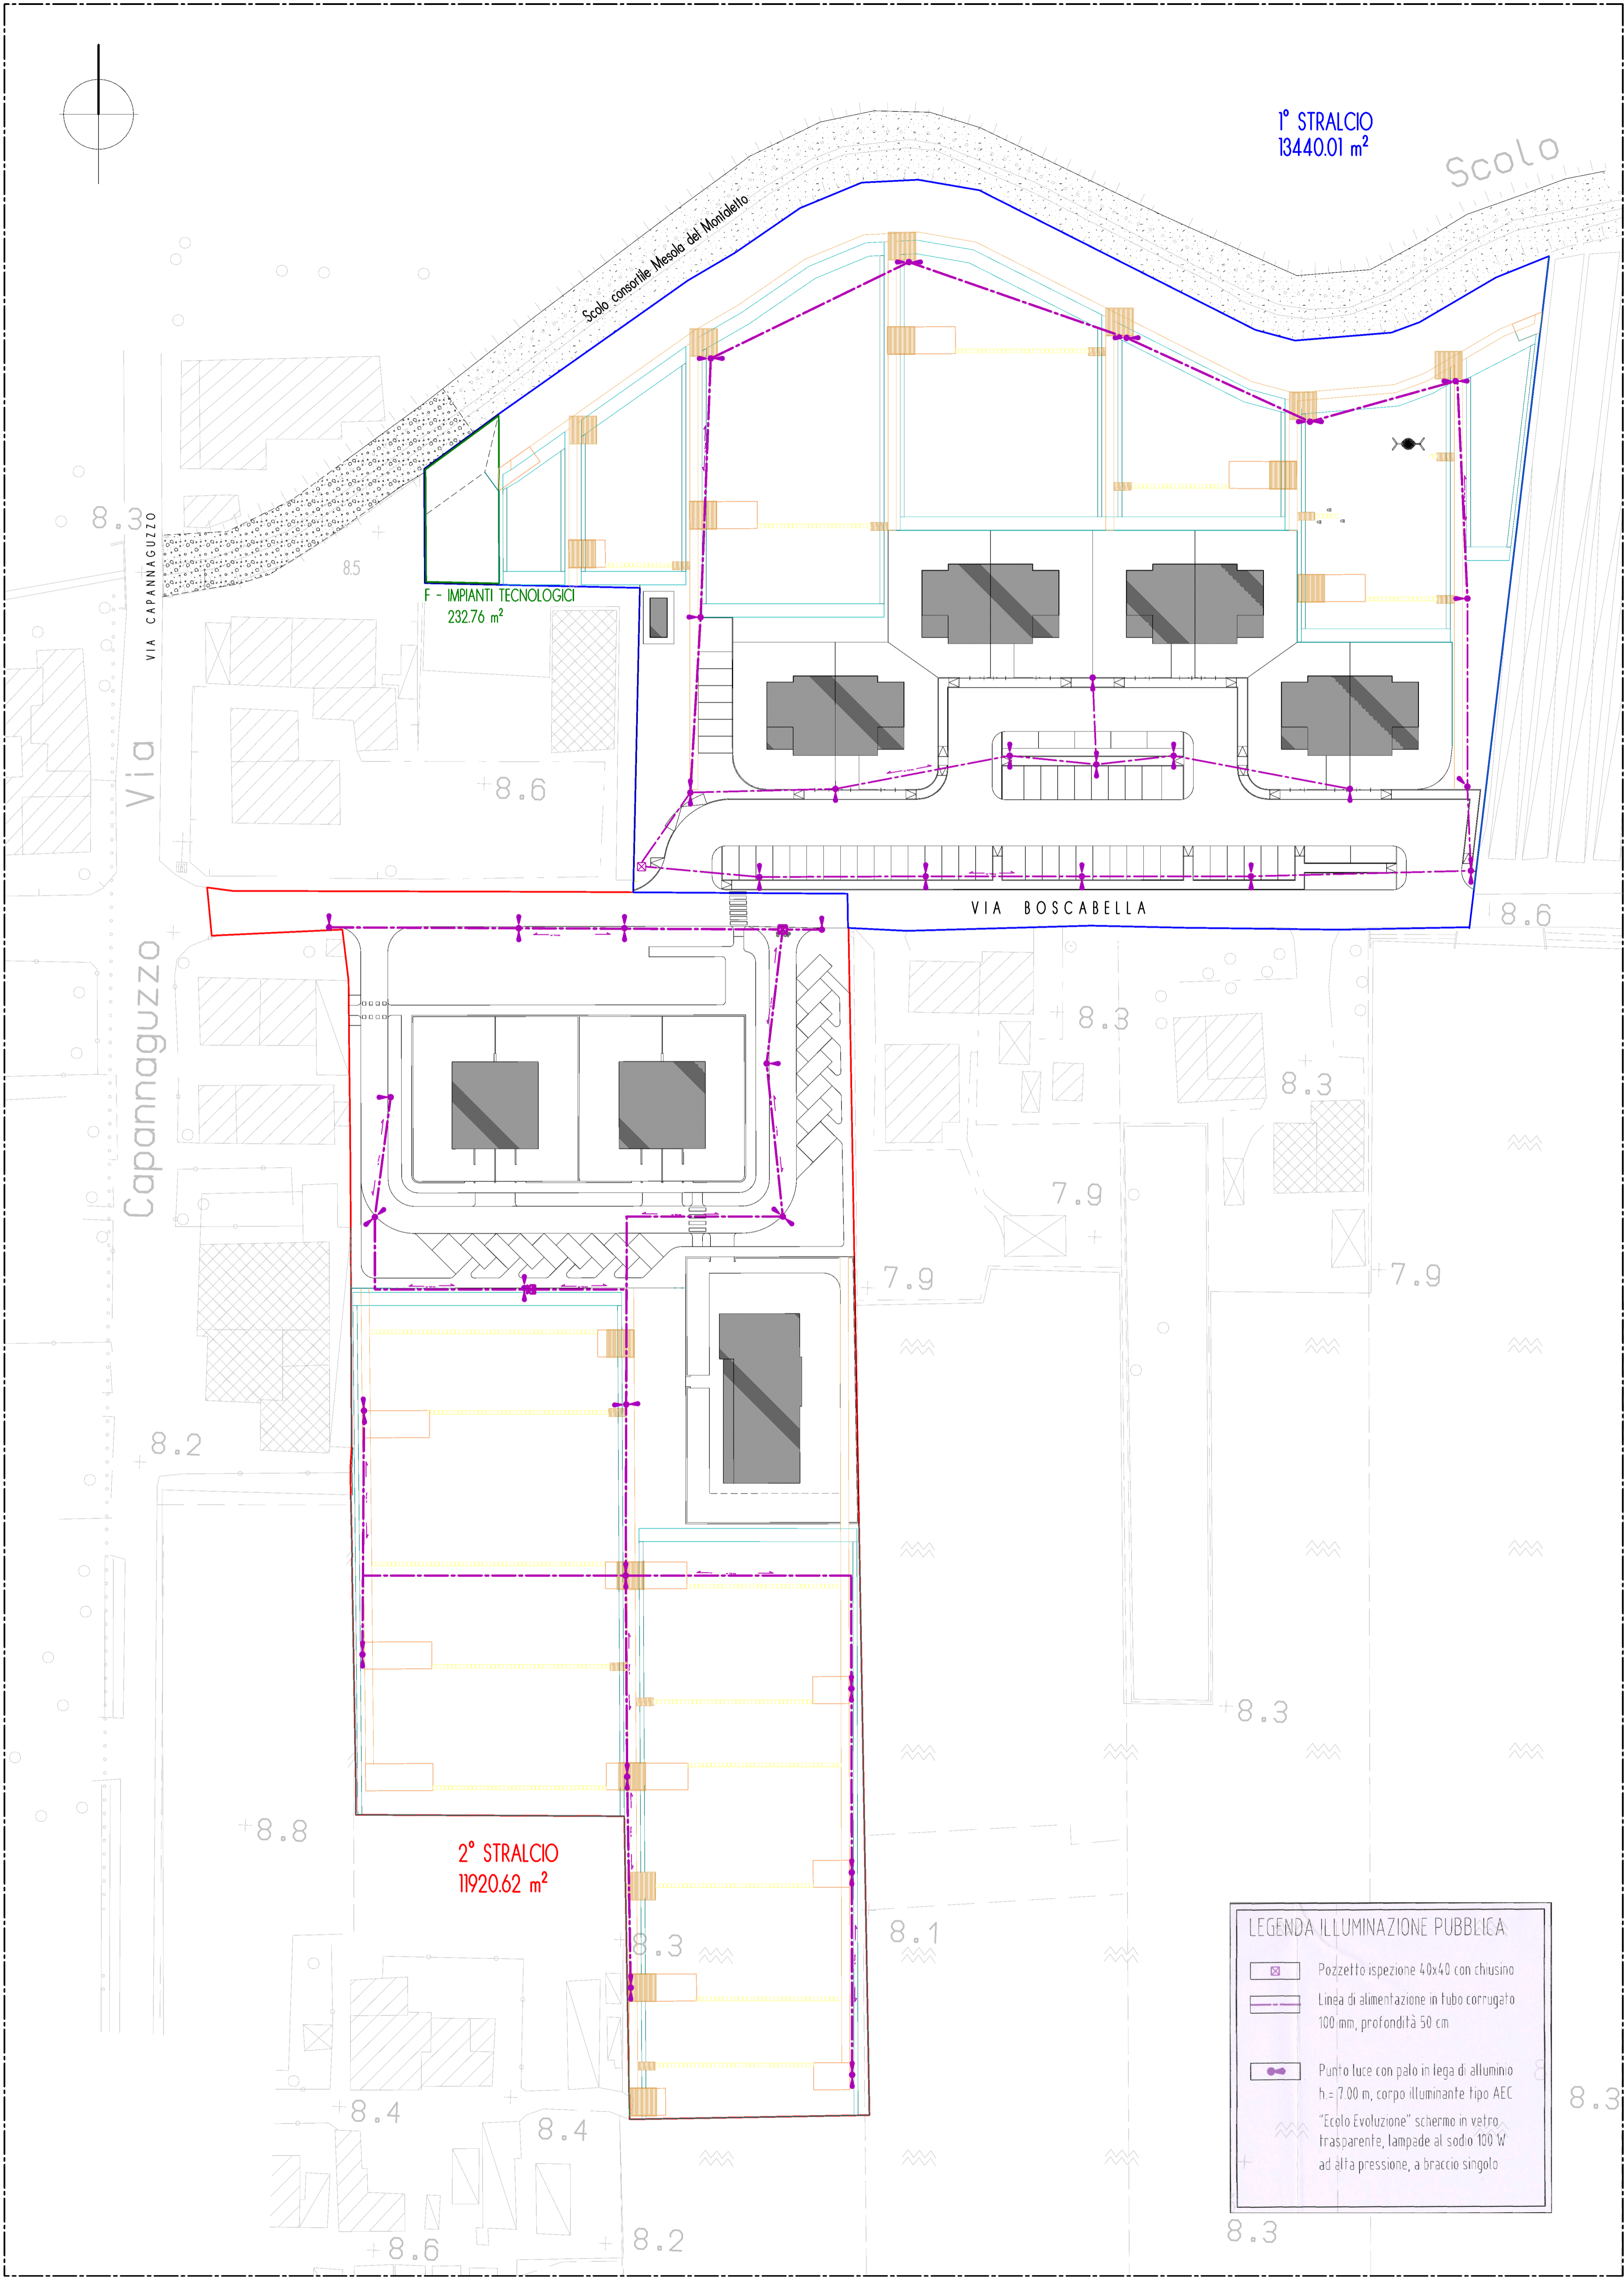 1° STRALCIO
13440.01 m²
Scolo
Scolo consortile Mesola del Montaletto
8.3
VIA CAPANNAGUZZO
8.5
F - IMPIANTI TECNOLOGICI
232.76 m²
Via
8.6
VIA BOSCABELLA
8.6
Capannaguzzo
8.3
8.3
7.9
7.9
7.9
8.2
8.3
8.8
2° STRALCIO
11920.62 m²
8.3
8.1
LEGENDA ILLUMINAZIONE PUBBLICA
Pozzetto ispezione 40x40 con chiusino
Linea di alimentazione in tubo corrugato
100 mm, profondità 50 cm
Punto luce con palo in lega di alluminio
h.= 7.00 m, corpo illuminante tipo AEC
"Ecolo Evoluzione" schermo in vetro
trasparente, lampade al sodio 100 W
ad alta pressione, a braccio singolo
8
8.3
8.4
8.4
8.6
8.2
8.3